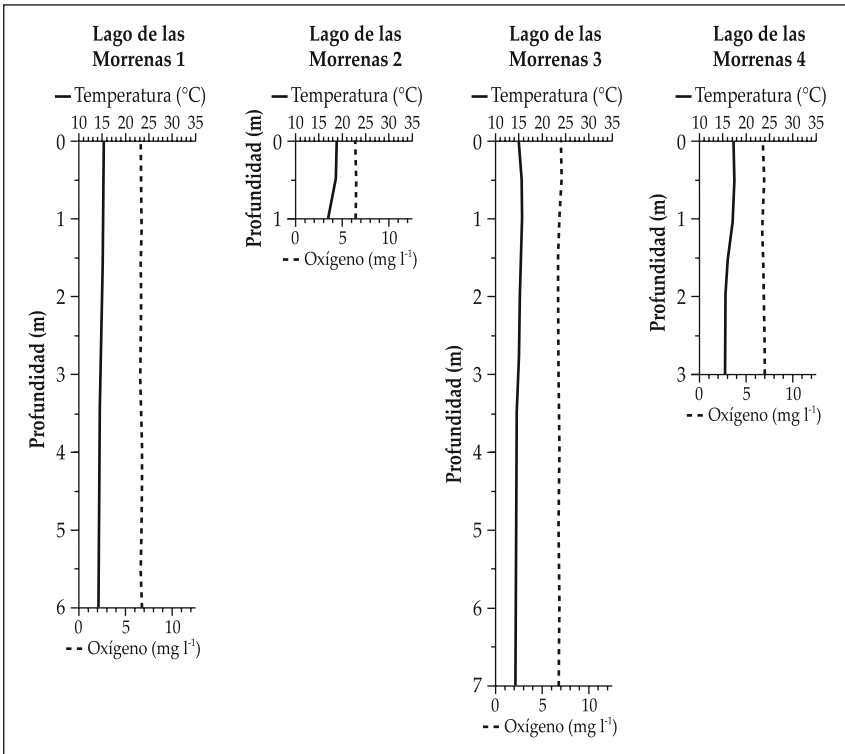 Lago de las
Morrenas 1
Temperatura (°C)
10 15 20 25 30 35
0
1
2
3
4
5
6
Profundidad (m)
0 5 10
Oxígeno (mg l-1)
Lago de las
Morrenas 2
Temperatura (°C)
10 15 20 25 30 35
0
1
Profundidad (m)
0 5 10
Oxígeno (mg l-1)
Lago de las
Morrenas 3
Temperatura (°C)
10 15 20 25 30 35
0
1
2
3
4
5
6
7
Profundidad (m)
0 5 10
Oxígeno (mg l-1)
Lago de las
Morrenas 4
Temperatura (°C)
10 15 20 25 30 35
0
1
2
3
Profundidad (m)
0 5 10
Oxígeno (mg l-1)